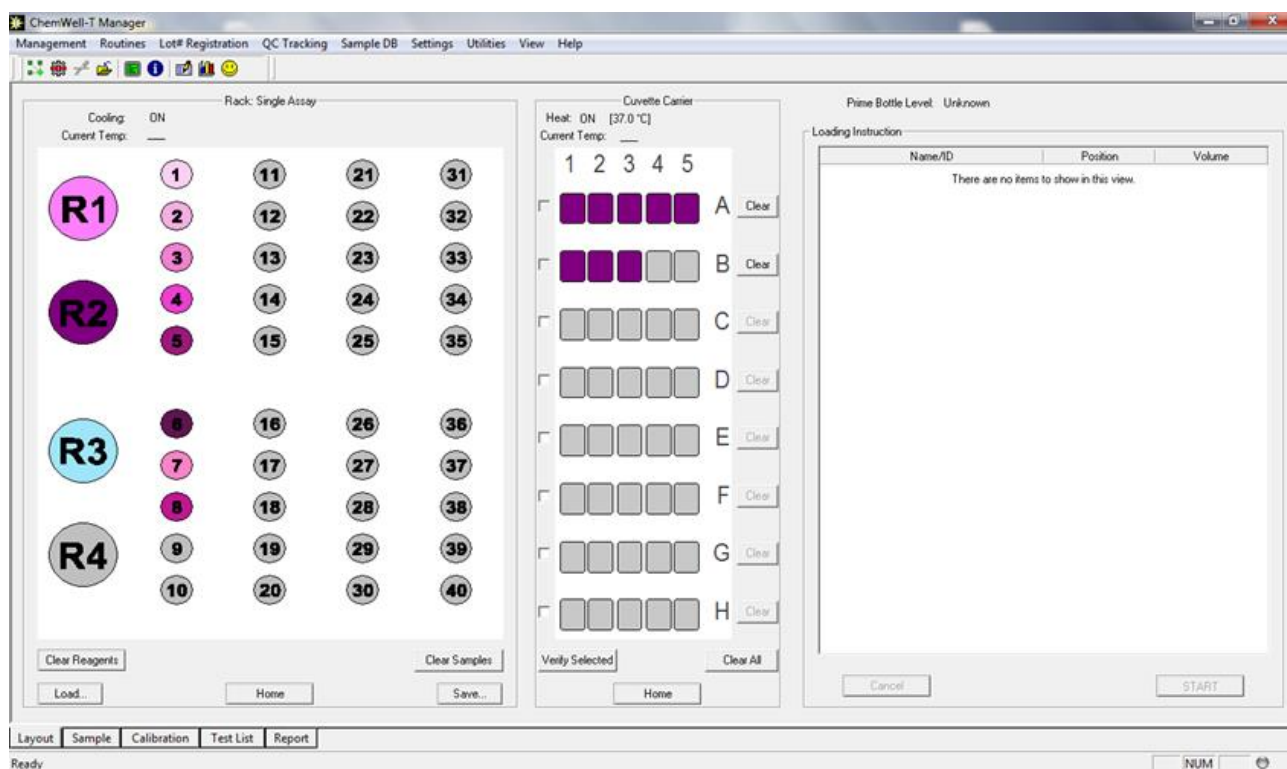 ChemWell-T Manager
Management Routines Lot# Registration QC Tracking Sample DB Settings Utilities View Help
Rack: Single Assay
Cooling: ON
Current Temp: ___
R1
R2
R3
R4
1 11 21 31
2 12 22 32
3 13 23 33
4 14 24 34
5 15 25 35
6 16 26 36
7 17 27 37
8 18 28 38
9 19 29 39
10 20 30 40
Clear Reagents Clear Samples
Load... Home Save...
Cuvette Carrier
Heat: ON [37.0 °C]
Current Temp: ___
1 2 3 4 5
A Clear
B Clear
C Clear
D Clear
E Clear
F Clear
G Clear
H Clear
Verify Selected Clear All
Home
Prime Bottle Level: Unknown
Loading Instruction
Name/ID Position Volume
There are no items to show in this view.
Cancel START
Layout Sample Calibration Test List Report
Ready NUM